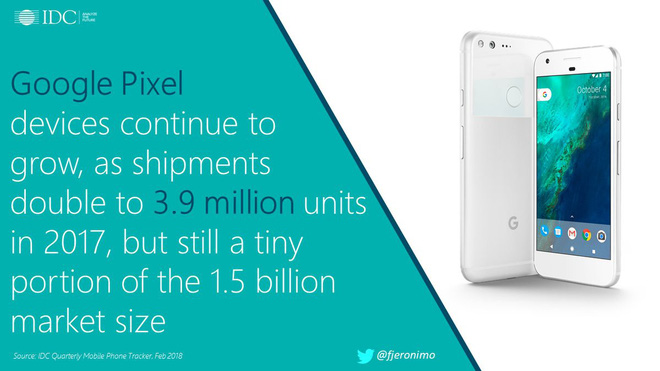 IDC
ANALYZE
THE
FUTURE
Google Pixel
devices continue to
grow, as shipments
double to 3.9 million units
in 2017, but still a tiny
portion of the 1.5 billion
market size
Source: IDC Quarterly Mobile Phone Tracker, Feb 2018
@fjeronimo
October 4
G